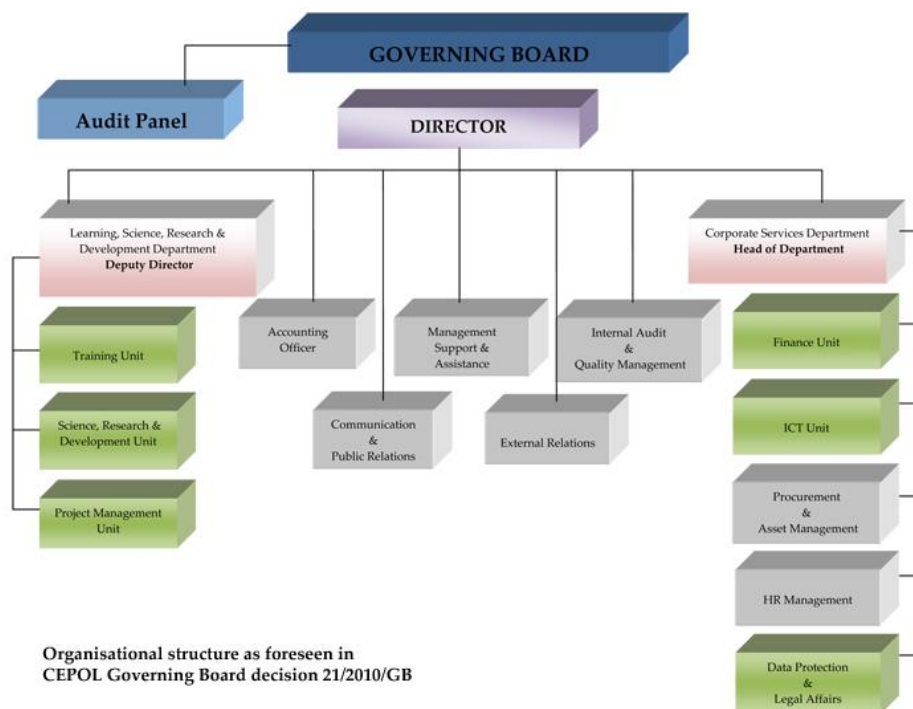 GOVERNING BOARD
Audit Panel
DIRECTOR
Learning, Science, Research &
Development Department
Deputy Director
Corporate Services Department
Head of Department
Accounting
Officer
Management
Support &
Assistance
Internal Audit
&
Quality Management
Communication
&
Public Relations
External Relations
Training Unit
Science, Research &
Development Unit
Project Management
Unit
Finance Unit
ICT Unit
Procurement
&
Asset Management
HR Management
Data Protection
&
Legal Affairs
Organisational structure as foreseen in
CEPOL Governing Board decision 21/2010/GB